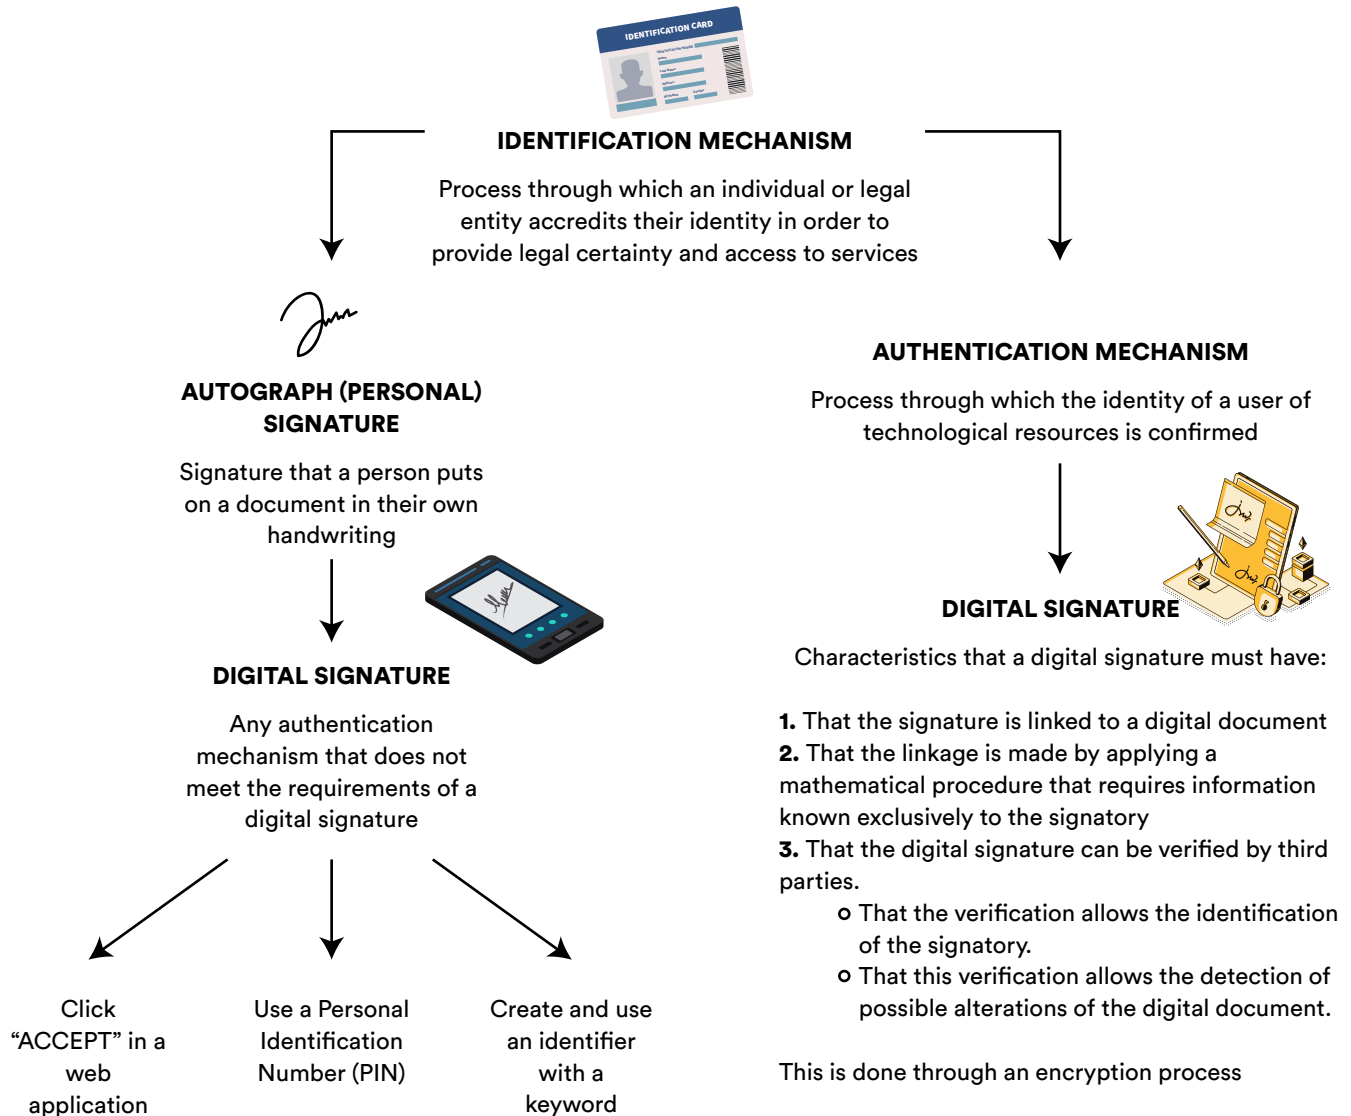 IDENTIFICATION CARD
IDENTIFICATION MECHANISM
Process through which an individual or legal
entity accredits their identity in order to
provide legal certainty and access to services
AUTOGRAPH (PERSONAL)
SIGNATURE
Signature that a person puts
on a document in their own
handwriting
DIGITAL SIGNATURE
Any authentication
mechanism that does not
meet the requirements of a
digital signature
Click
“ACCEPT” in a
web
application
Use a Personal
Identification
Number (PIN)
Create and use
an identifier
with a
keyword
AUTHENTICATION MECHANISM
Process through which the identity of a user of
technological resources is confirmed
DIGITAL SIGNATURE
Characteristics that a digital signature must have:
1. That the signature is linked to a digital document
2. That the linkage is made by applying a
mathematical procedure that requires information
known exclusively to the signatory
3. That the digital signature can be verified by third
parties.
That the verification allows the identification
of the signatory.
That this verification allows the detection of
possible alterations of the digital document.
This is done through an encryption process